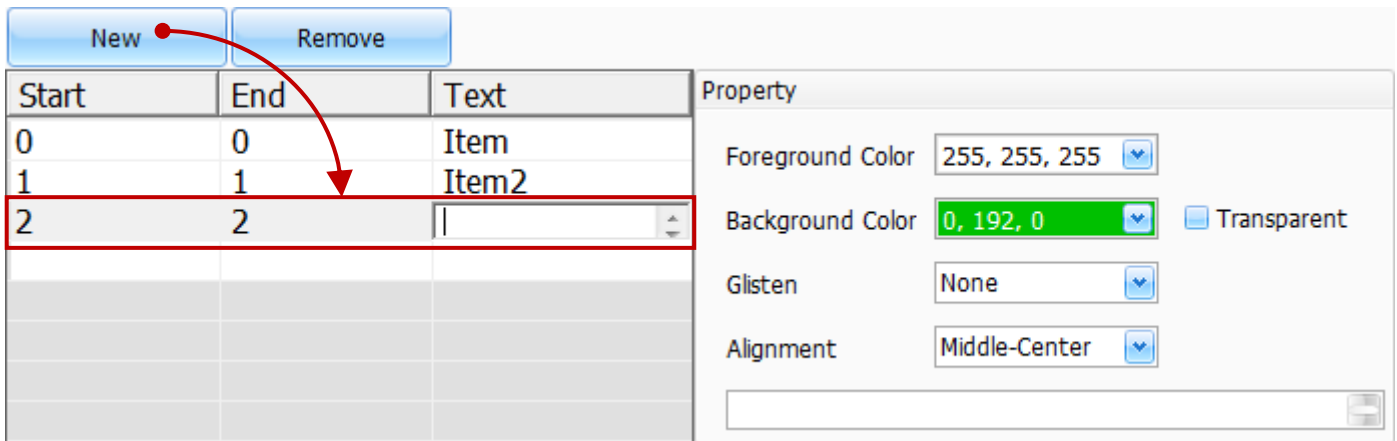 New Remove
Start End Text
0 0 Item
1 1 Item2
2 2
Property
Foreground Color 255, 255, 255
Background Color 0, 192, 0 Transparent
Glisten None
Alignment Middle-Center